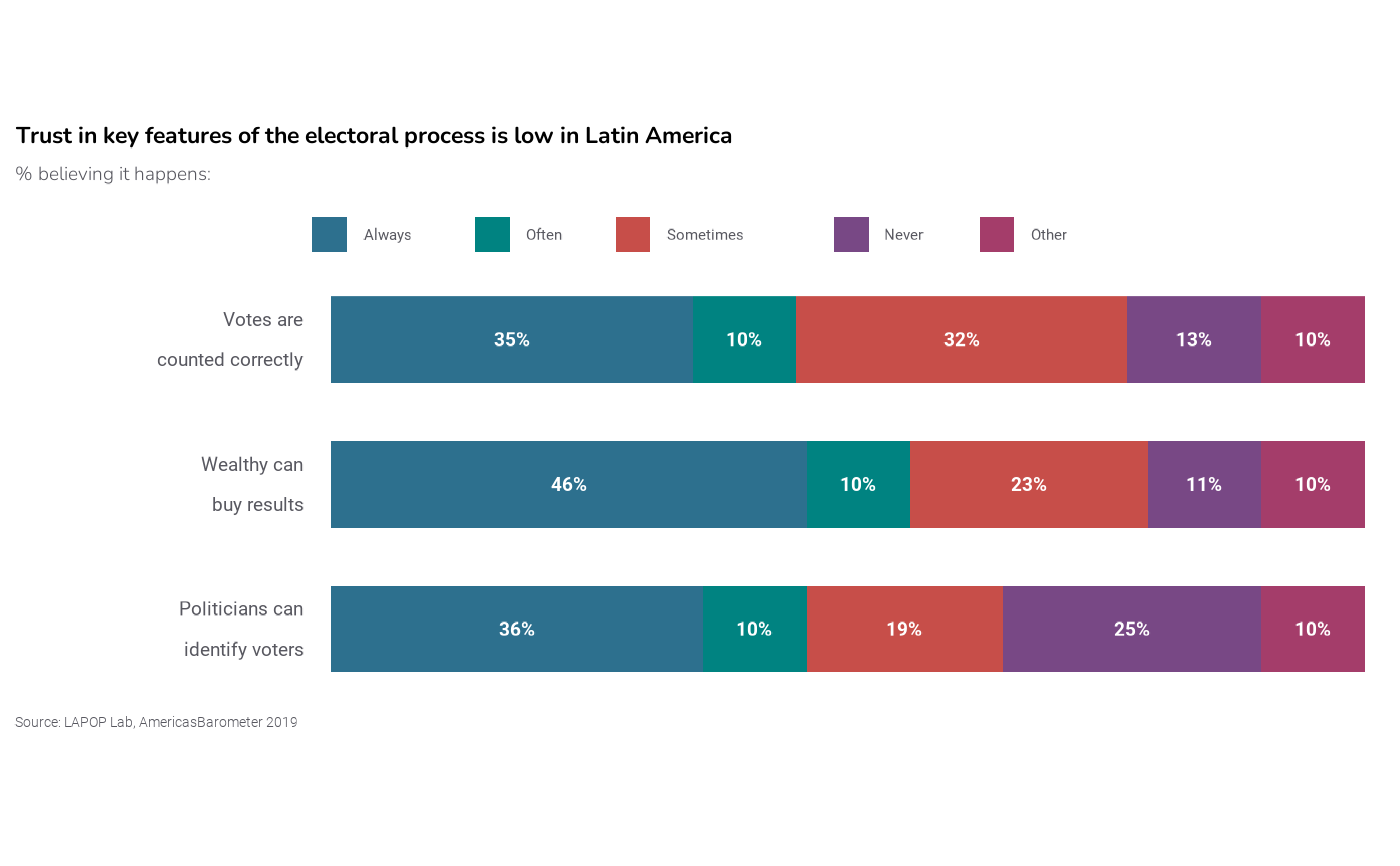 Trust in key features of the electoral process is low in Latin America
% believing it happens:
Always Often Sometimes Never Other
Votes are
counted correctly
35% 10% 32% 13% 10%
Wealthy can
buy results
46% 10% 23% 11% 10%
Politicians can
identify voters
36% 10% 19% 25% 10%
Source: LAPOP Lab, AmericasBarometer 2019